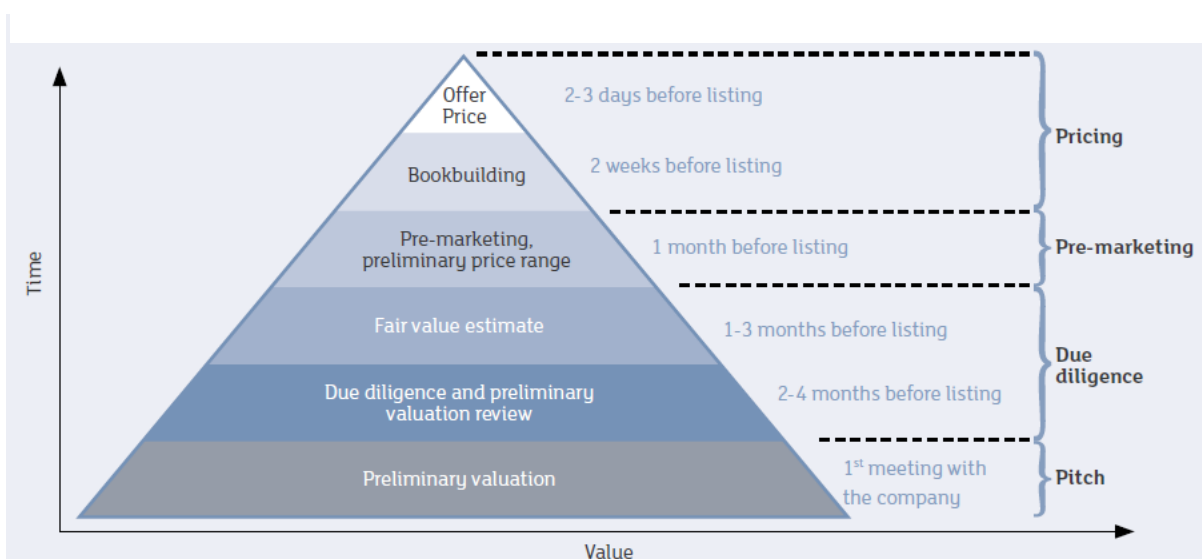 Offer
Price
2-3 days before listing
Pricing
Bookbuilding
2 weeks before listing
Pre-marketing,
preliminary price range
1 month before listing
Pre-marketing
Time
Fair value estimate
1-3 months before listing
Due
diligence
Due diligence and preliminary
valuation review
2-4 months before listing
Preliminary valuation
1st meeting with
the company
Pitch
Value